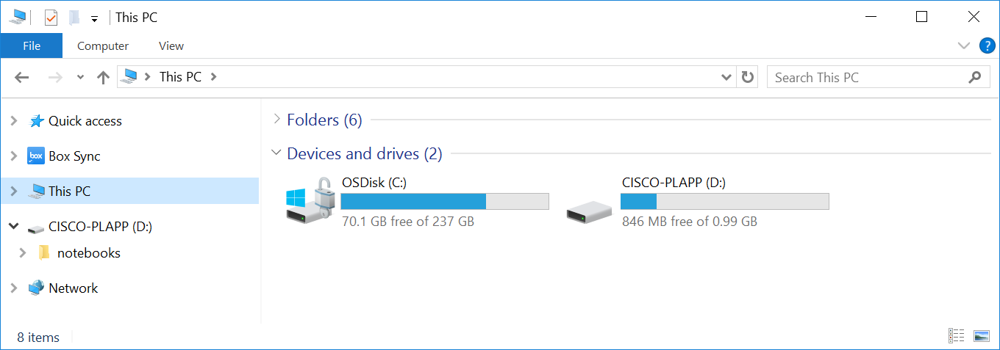 This PC
File Computer View
This PC
Search This PC
Quick access
Box Sync
This PC
CISCO-PLAPP (D:)
notebooks
Network
Folders (6)
Devices and drives (2)
OSDisk (C:)
70.1 GB free of 237 GB
CISCO-PLAPP (D:)
846 MB free of 0.99 GB
8 items
box
?